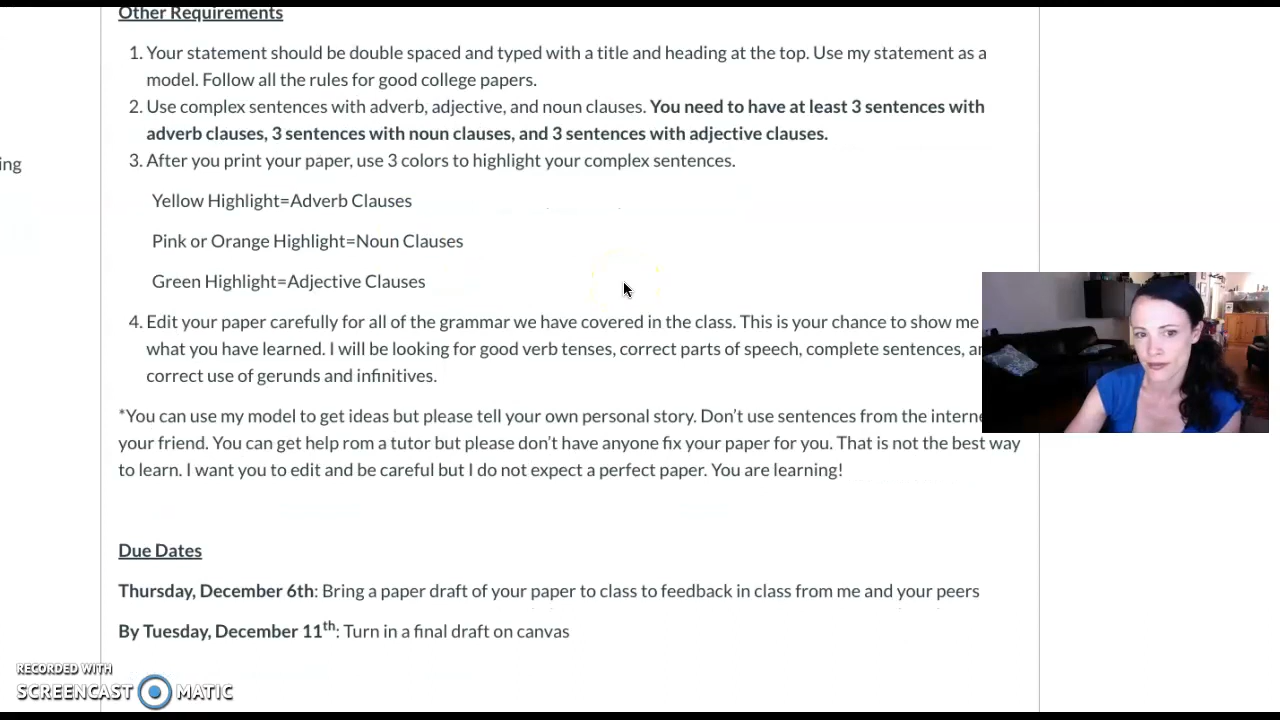 Other Requirements
1. Your statement should be double spaced and typed with a title and heading at the top. Use my statement as a
model. Follow all the rules for good college papers.
2. Use complex sentences with adverb, adjective, and noun clauses. You need to have at least 3 sentences with
adverb clauses, 3 sentences with noun clauses, and 3 sentences with adjective clauses.
ing
3. After you print your paper, use 3 colors to highlight your complex sentences.
Yellow Highlight=Adverb Clauses
Pink or Orange Highlight=Noun Clauses
Green Highlight=Adjective Clauses
4. Edit your paper carefully for all of the grammar we have covered in the class. This is your chance to show me
what you have learned. I will be looking for good verb tenses, correct parts of speech, complete sentences,
correct use of gerunds and infinitives.
*You can use my model to get ideas but please tell your own personal story. Don't use sentences from the
your friend. You can get help rom a tutor but please don't have anyone fix your paper for you. That is not the best way
to learn. I want you to edit and be careful but I do not expect a perfect paper. You are learning!
Due Dates
Thursday, December 6th: Bring a paper draft of your paper to class to feedback in class from me and your peers
By Tuesday, December 11th: Turn in a final draft on canvas
RECORDED WITH
SCREENCAST MATIC